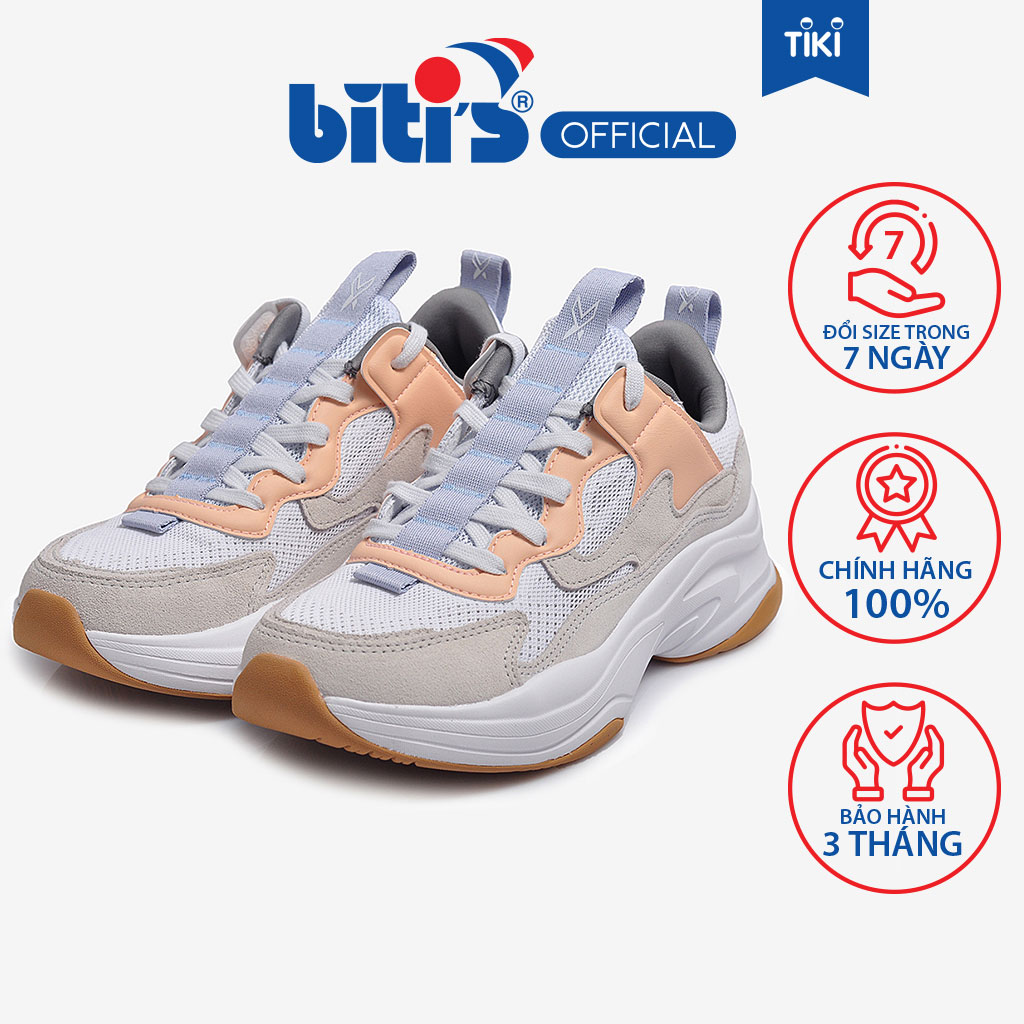 TiKi
biti's®
OFFICIAL
7
ĐỔI SIZE TRONG
7 NGÀY
CHÍNH HÃNG
100%
BẢO HÀNH
3 THÁNG